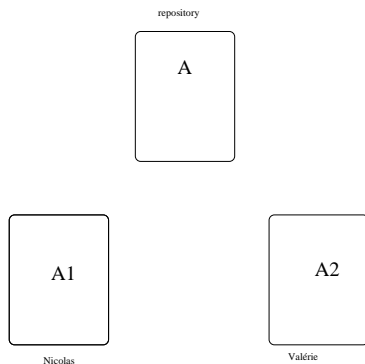 repository
A
A1
A2
Nicolas
Valérie